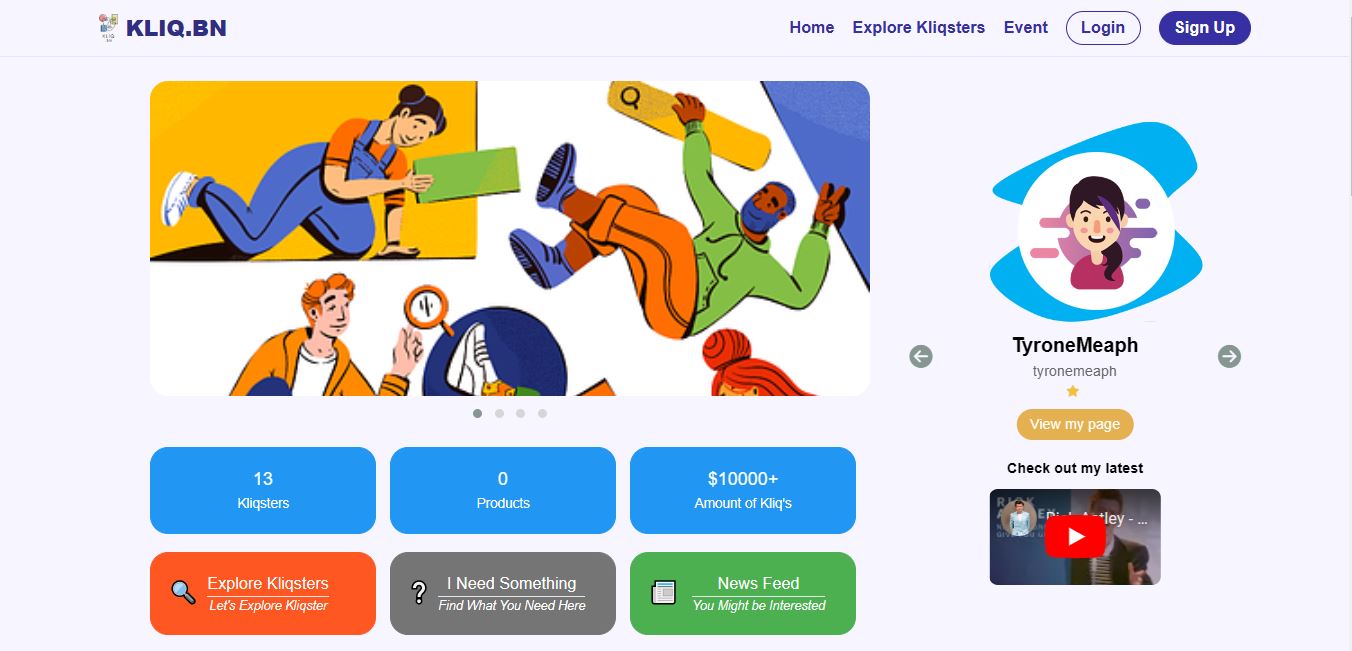 KLIQ.BN
Home
Explore Kliqsters
Event
Login
Sign Up
TyroneMeaph
tyronemeaph
View my page
Check out my latest
13
Kliqsters
0
Products
$10000+
Amount of Kliq's
Explore Kliqsters
Let's Explore Kliqster
I Need Something
Find What You Need Here
News Feed
You Might be Interested